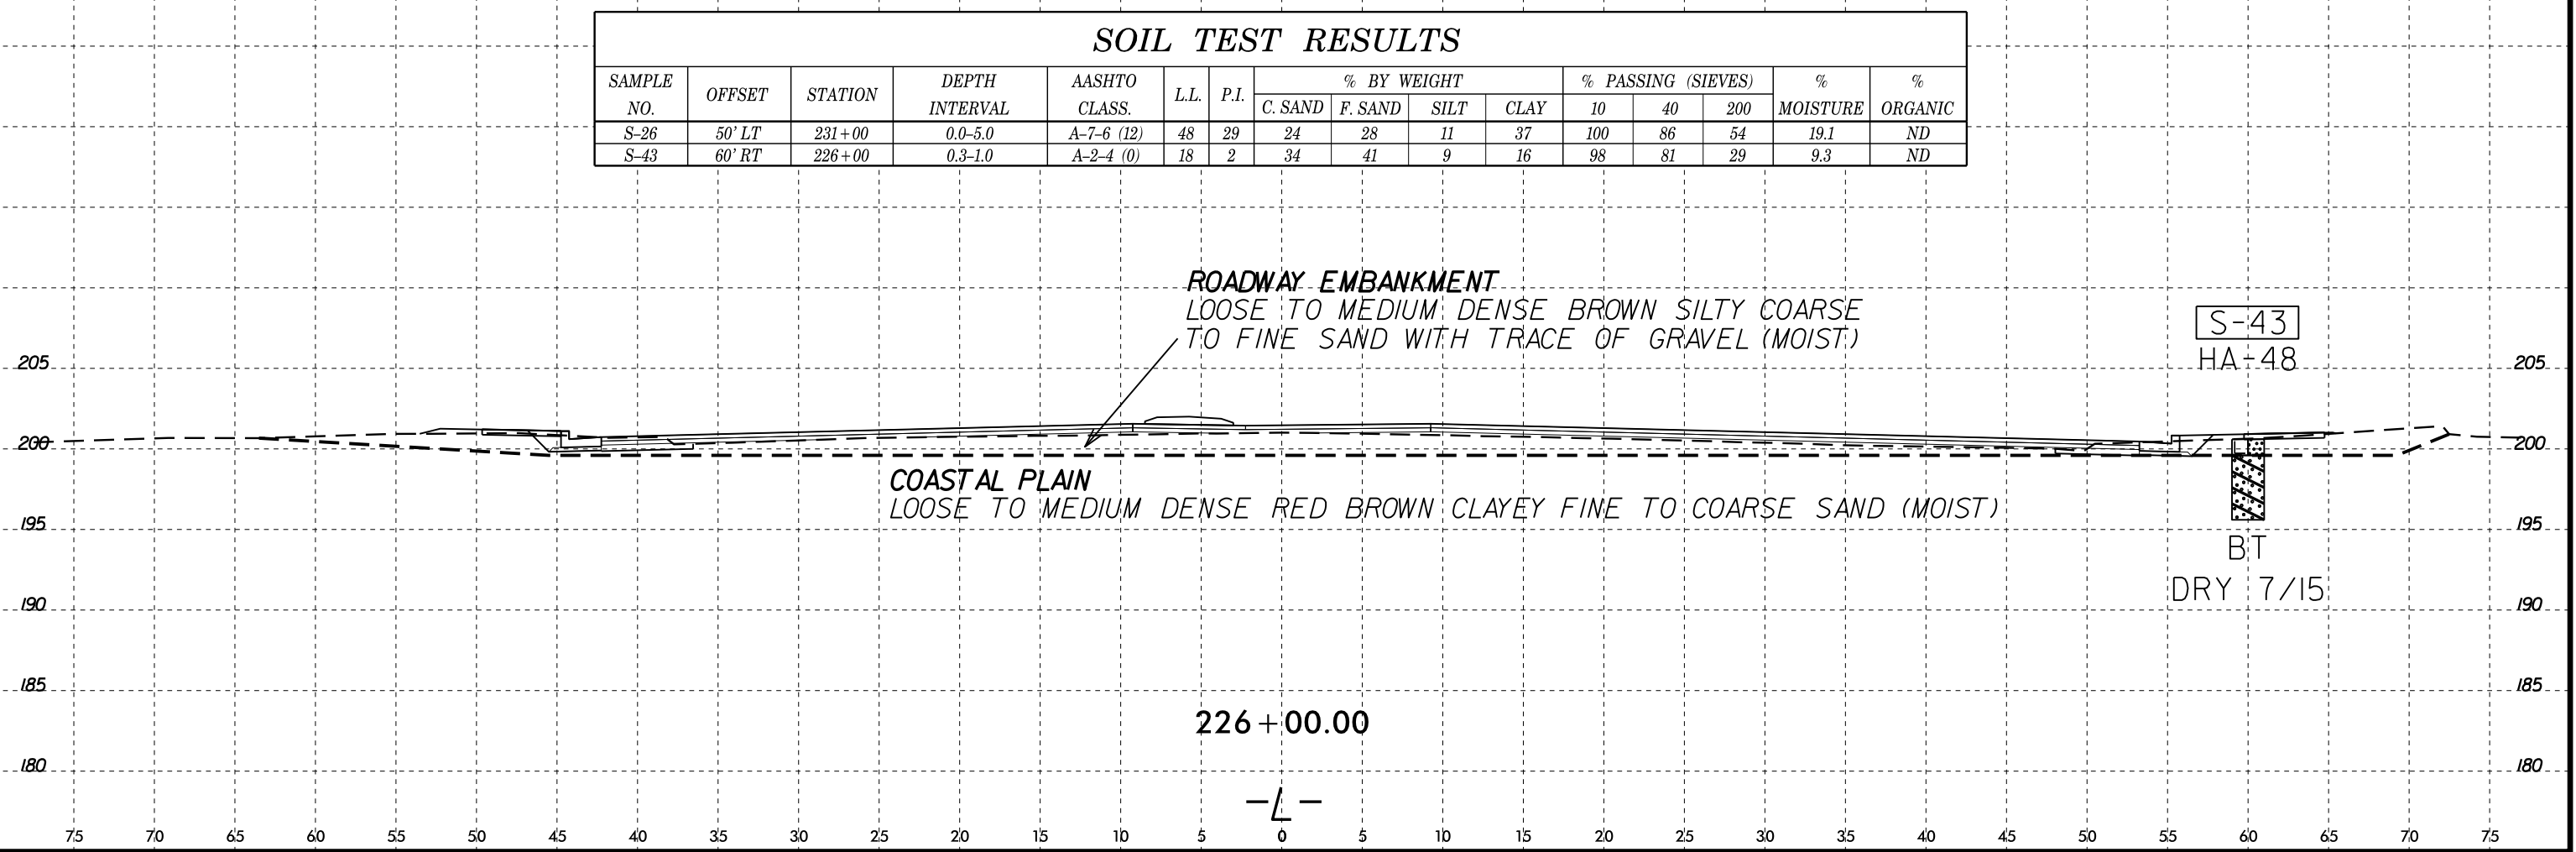 SOIL TEST RESULTS
SAMPLE NO. OFFSET STATION DEPTH INTERVAL AASHTO CLASS. L.L. P.I. % BY WEIGHT % PASSING (SIEVES) % MOISTURE % ORGANIC
C. SAND F. SAND SILT CLAY 10 40 200
S-26 50' LT 231+00 0.0-5.0 A-7-6 (12) 48 29 24 28 11 37 100 86 54 19.1 ND
S-43 60' RT 226+00 0.3-1.0 A-2-4 (0) 18 2 34 41 9 16 98 81 29 9.3 ND
ROADWAY EMBANKMENT
LOOSE TO MEDIUM DENSE BROWN SILTY COARSE
TO FINE SAND WITH TRACE OF GRAVEL (MOIST)
S-43
HA-48
205 205
200 200
COASTAL PLAIN
LOOSE TO MEDIUM DENSE RED BROWN CLAYEY FINE TO COARSE SAND (MOIST)
195 195
BT
DRY 7/15
190 190
185 185
226+00.00
180 180
-L-
75 70 65 60 55 50 45 40 35 30 25 20 15 10 5 0 5 10 15 20 25 30 35 40 45 50 55 60 65 70 75